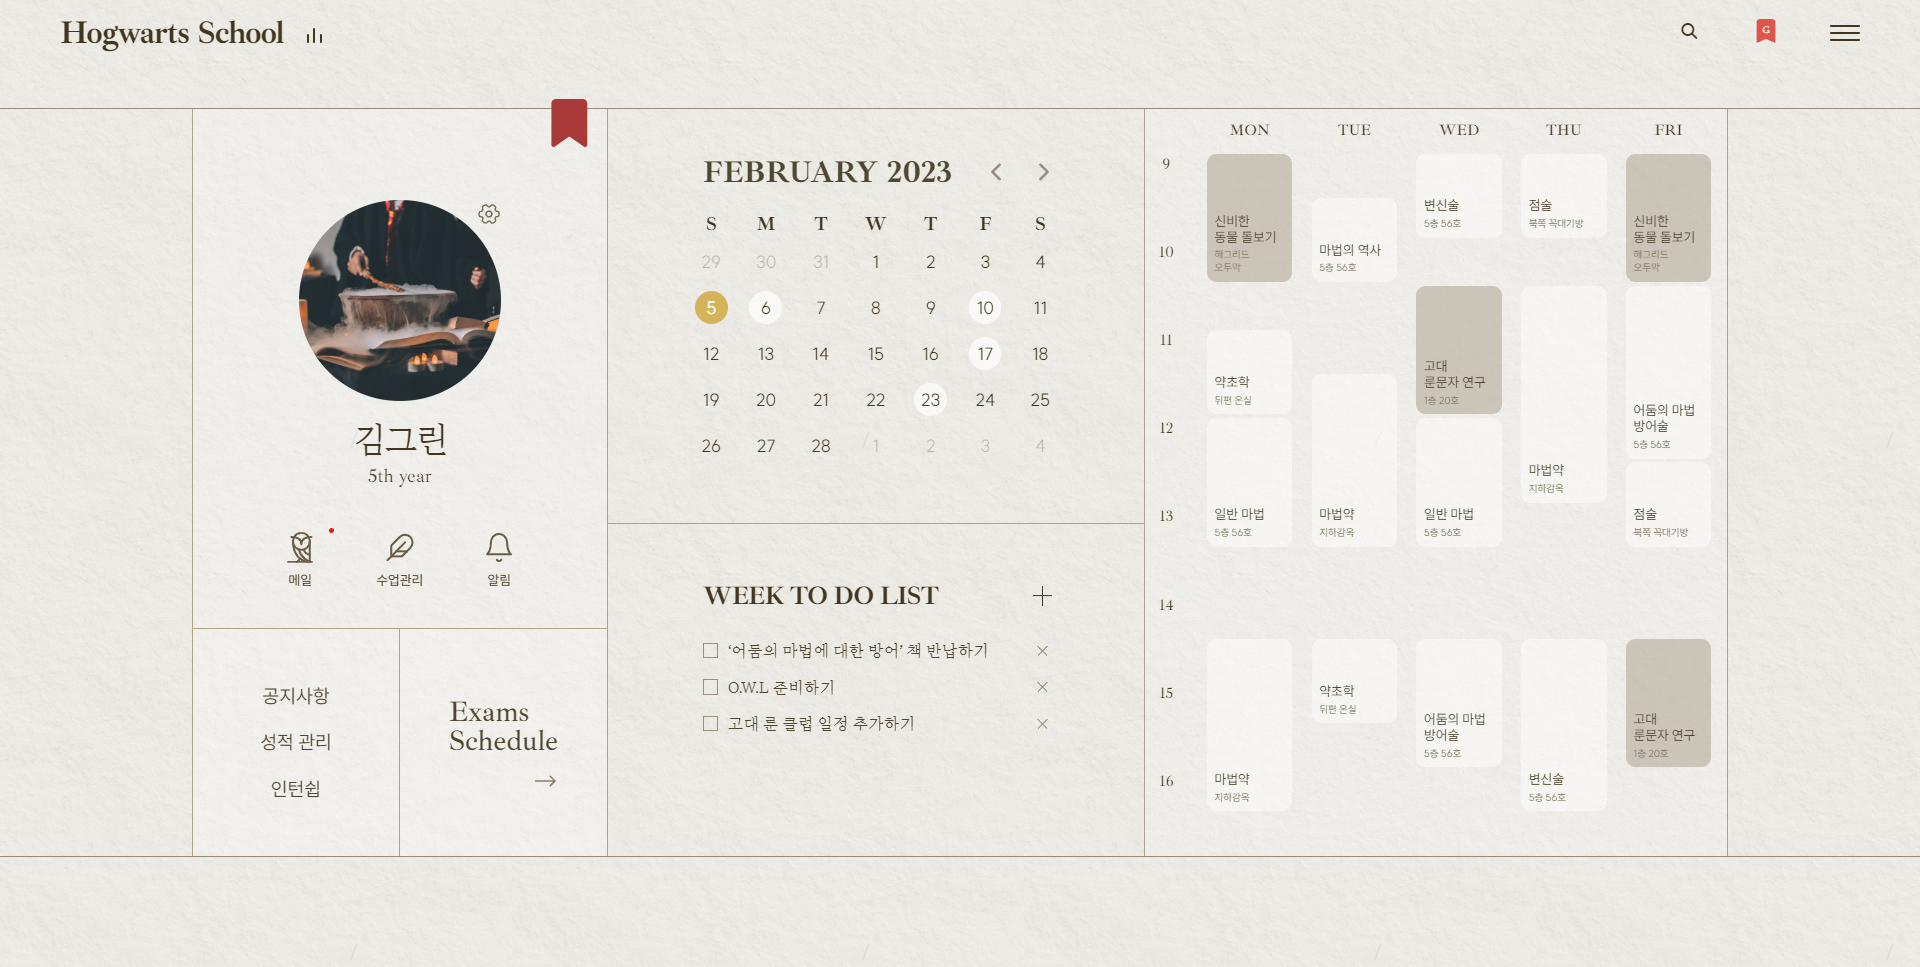 Hogwarts School
G
김그린
5th year
메일
수업관리
알림
공지사항
성적 관리
인턴쉽
Exams
Schedule
FEBRUARY 2023
S M T W T F S
29 30 31 1 2 3 4
5 6 7 8 9 10 11
12 13 14 15 16 17 18
19 20 21 22 23 24 25
26 27 28 1 2 3 4
WEEK TO DO LIST
‘어둠의 마법에 대한 방어’ 책 반납하기
O.W.L 준비하기
고대 룬 클럽 일정 추가하기
MON TUE WED THU FRI
9
10
11
12
13
14
15
16
신비한
동물 돌보기
해그리드
오두막
약초학
뒤편 온실
일반 마법
5층 56호
마법약
지하감옥
마법의 역사
5층 56호
마법약
지하감옥
약초학
뒤편 온실
변신술
5층 56호
고대
룬문자 연구
1층 20호
일반 마법
5층 56호
어둠의 마법
방어술
5층 56호
점술
북쪽 꼭대기방
마법약
지하감옥
변신술
5층 56호
신비한
동물 돌보기
해그리드
오두막
어둠의 마법
방어술
5층 56호
점술
북쪽 꼭대기방
고대
룬문자 연구
1층 20호